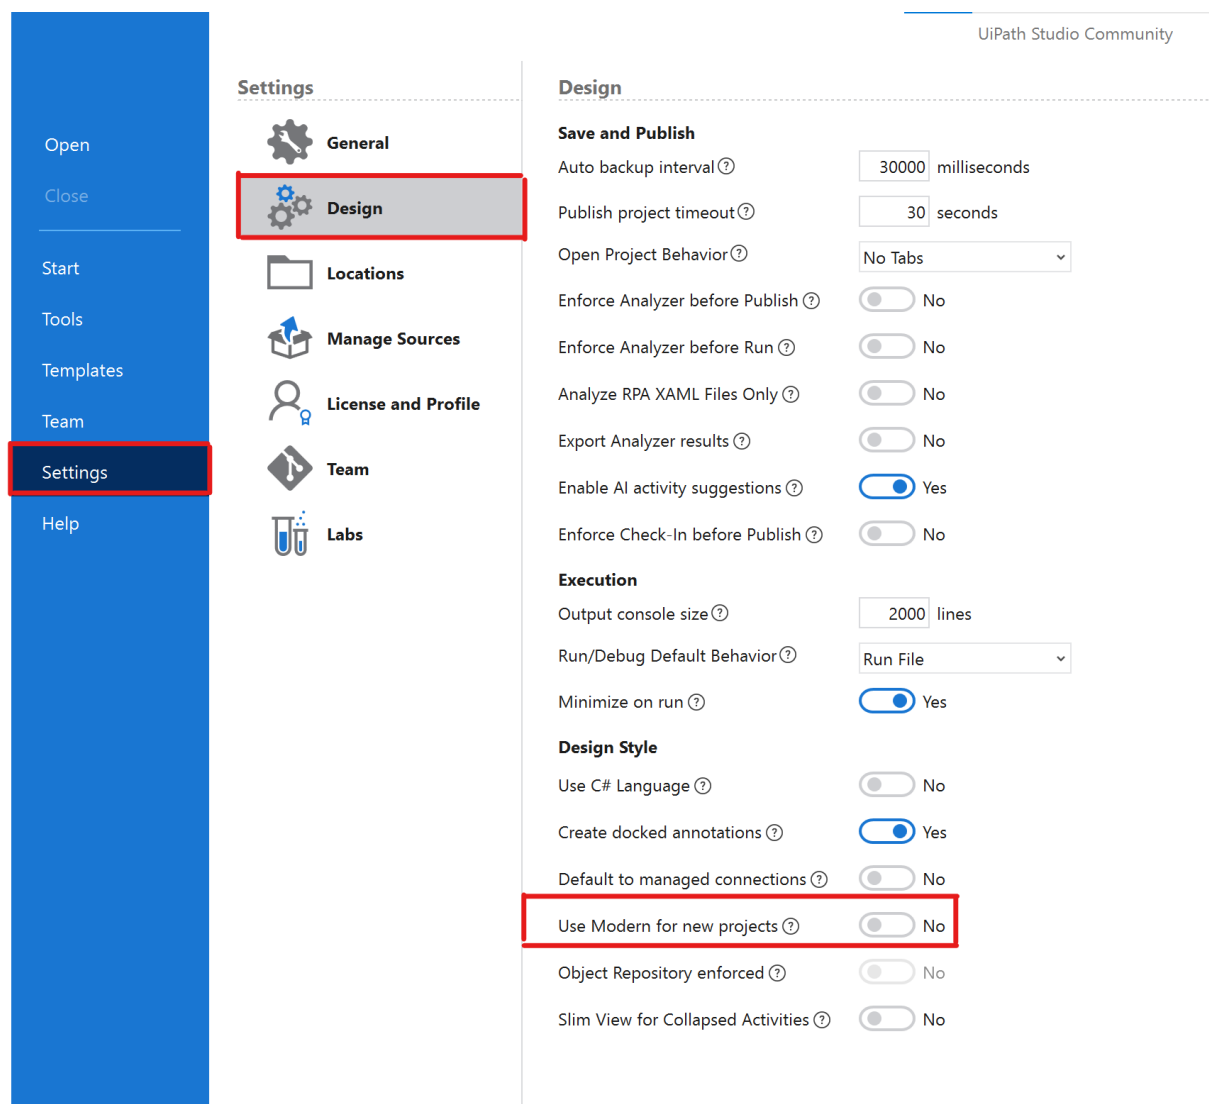 UiPath Studio Community
Open
Close
Start
Tools
Templates
Team
Settings
Help
Settings
General
Design
Locations
Manage Sources
License and Profile
Team
Labs
Design
Save and Publish
Auto backup interval ? 30000 milliseconds
Publish project timeout ? 30 seconds
Open Project Behavior ? No Tabs
Enforce Analyzer before Publish ? No
Enforce Analyzer before Run ? No
Analyze RPA XAML Files Only ? No
Export Analyzer results ? No
Enable AI activity suggestions ? Yes
Enforce Check-In before Publish ? No
Execution
Output console size ? 2000 lines
Run/Debug Default Behavior ? Run File
Minimize on run ? Yes
Design Style
Use C# Language ? No
Create docked annotations ? Yes
Default to managed connections ? No
Use Modern for new projects ? No
Object Repository enforced ? No
Slim View for Collapsed Activities ? No